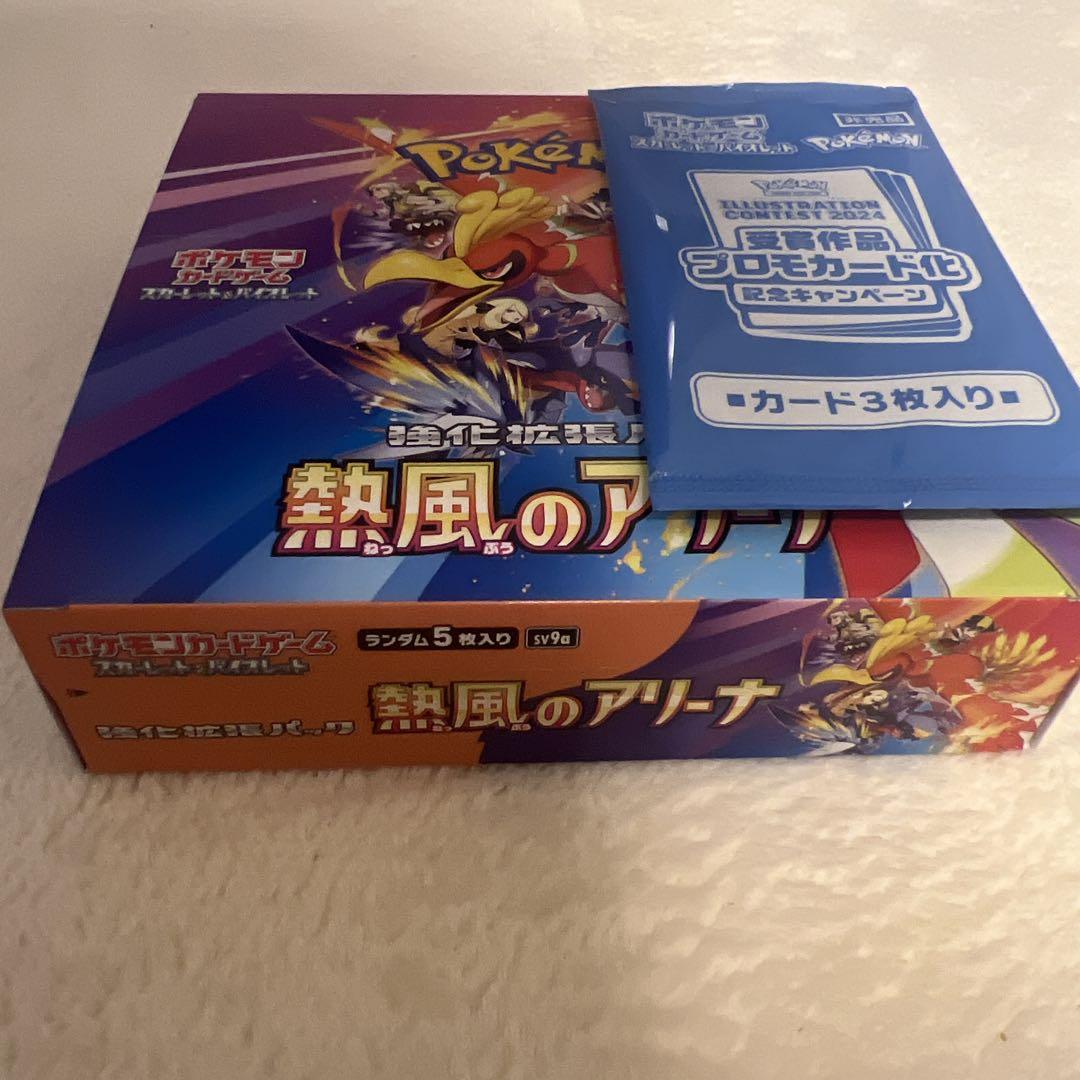 Pokém
ポケモン
カードゲーム
スカーレット&バイオレット
強化拡張パ
熱風のアリーナ
ねっ ぷう
ポケモン
カードゲーム
スカーレット&バイオレット
非売品
Pokémon
Pokémon
ILLUSTRATION
CONTEST 2024
受賞作品
プロモカード化
記念キャンペーン
■カード3枚入り■
ポケモンカードゲーム
スカーレット&バイオレット
ランダム5枚入り
sv9a
強化拡張パック
熱風のアリーナ
ねっ ぷう